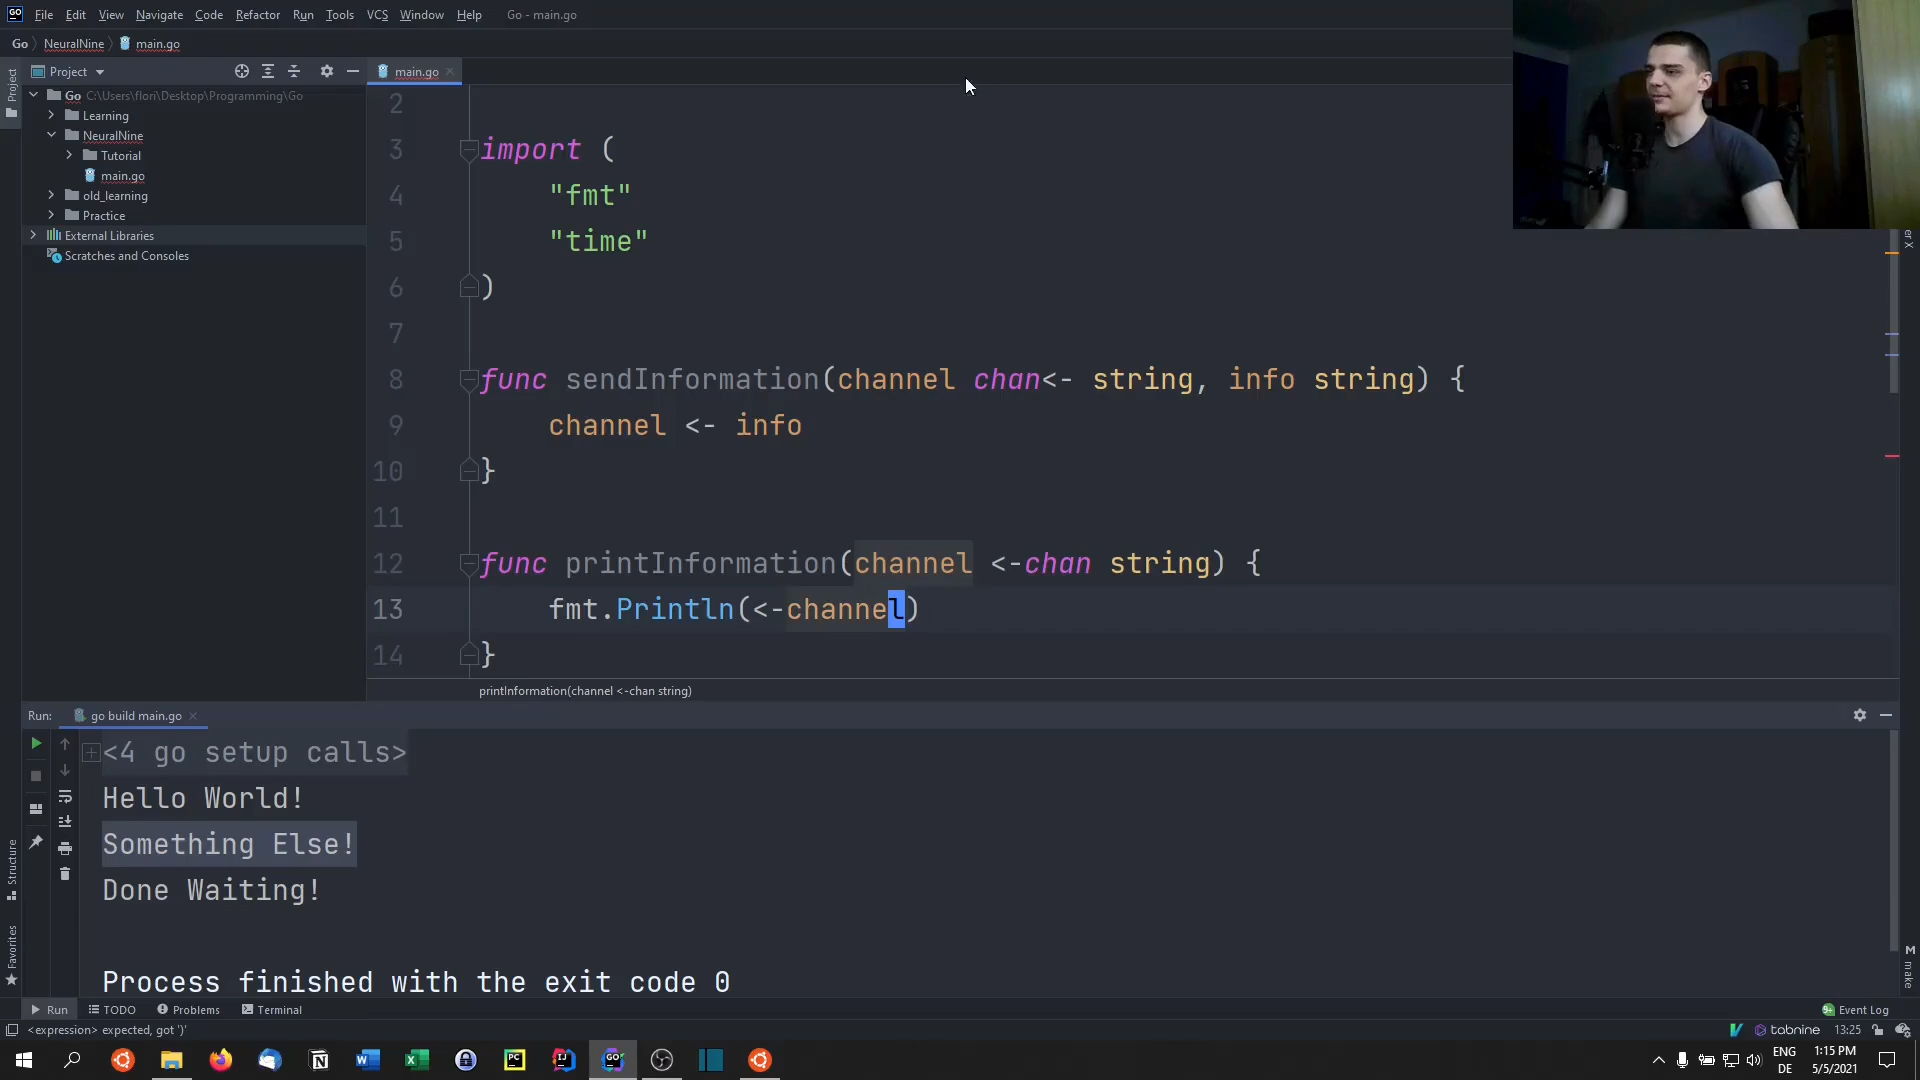 GO File Edit View Navigate Code Refactor Run Tools VCS Window Help Go - main.go
Go NeuralNine main.go
Project main.go
Go C:\Users\flori\Desktop\Programming\Go
Learning
NeuralNine
Tutorial
main.go
old_learning
Practice
External Libraries
Scratches and Consoles
Project
2
3 import (
4 "fmt"
5 "time"
6 )
7
8 func sendInformation(channel chan<- string, info string) {
9 channel <- info
10 }
11
12 func printInformation(channel <-chan string) {
13 fmt.Println(<-channel)
14 }
printInformation(channel <-chan string)
Run: go build main.go
<4 go setup calls>
Hello World!
Something Else!
Done Waiting!
Process finished with the exit code 0
Structure
Favorites
make
Run TODO Problems Terminal 9+ Event Log
<expression> expected, got ')' tabnine 13:25
ENG 1:15 PM
DE 5/5/2021